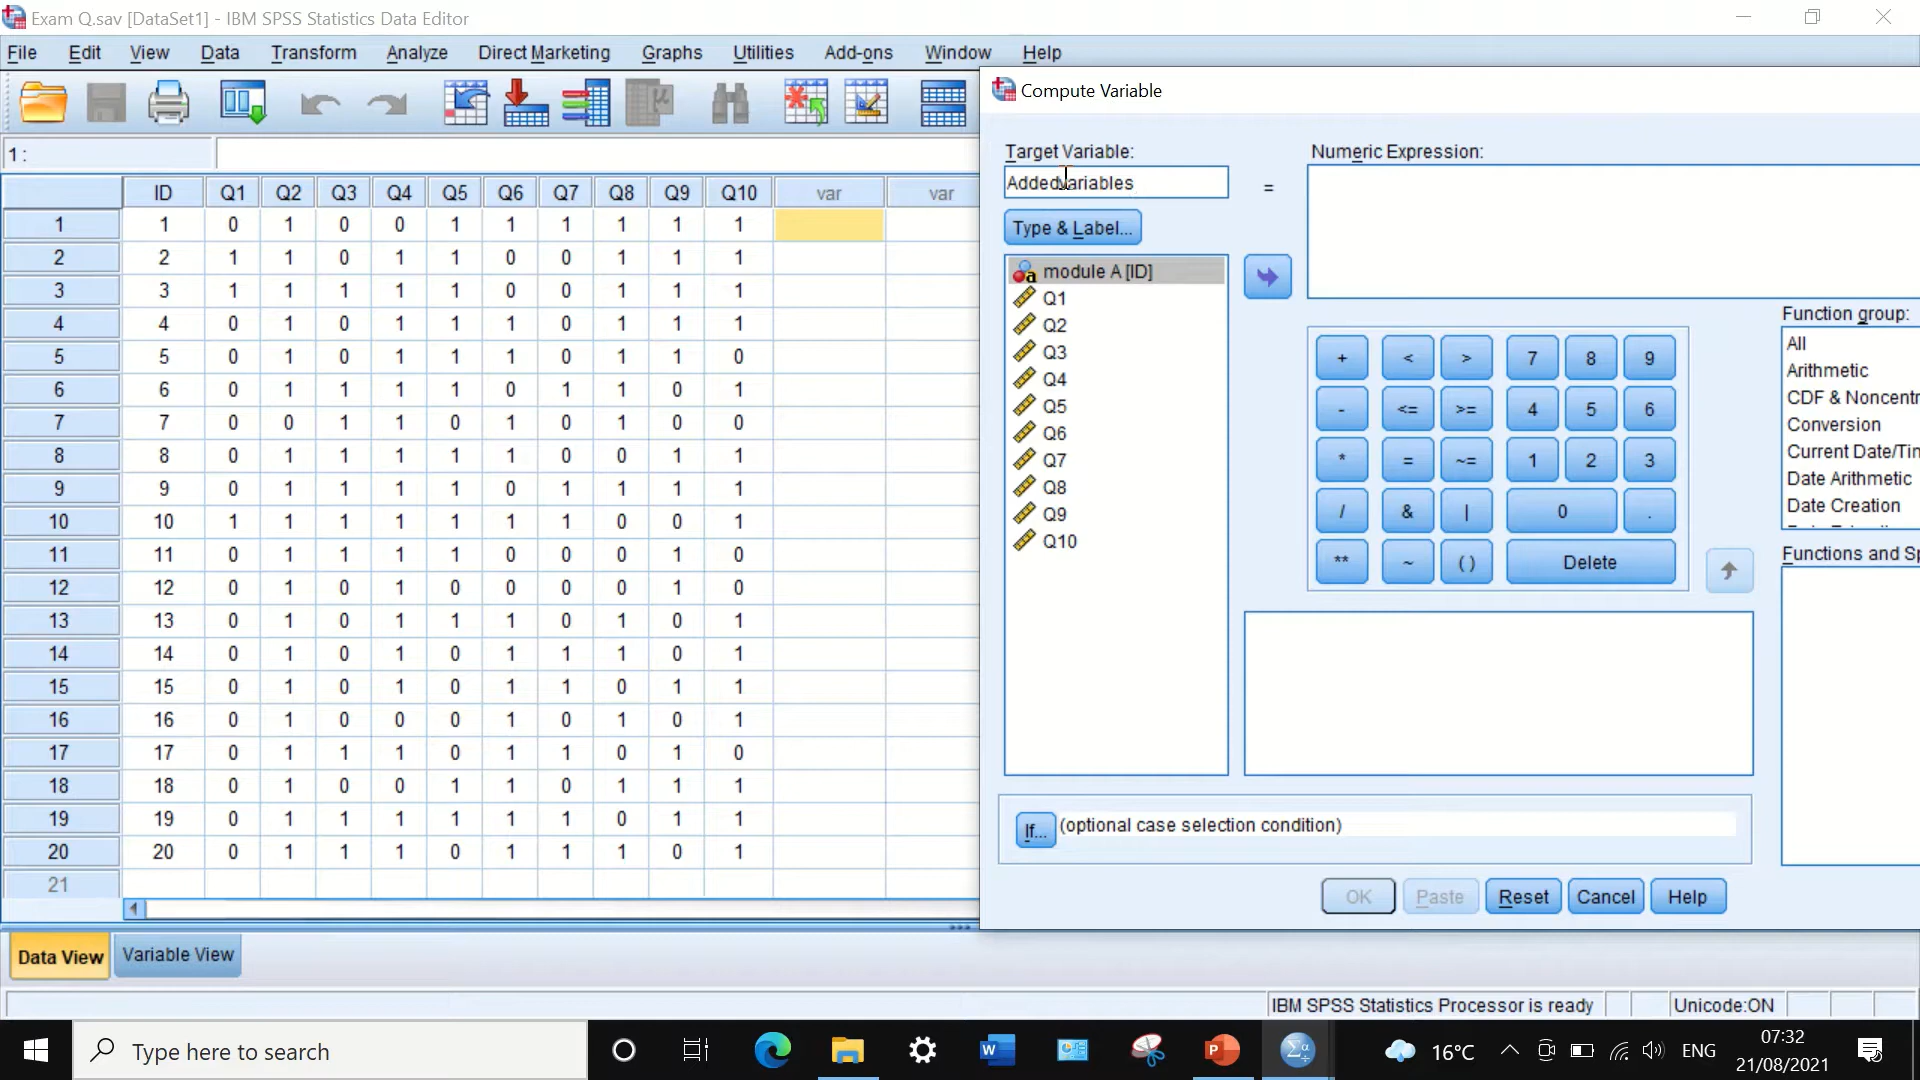 Exam Q.sav [DataSet1] - IBM SPSS Statistics Data Editor
File Edit View Data Transform Analyze Direct Marketing Graphs Utilities Add-ons Window Help
1 :
ID Q1 Q2 Q3 Q4 Q5 Q6 Q7 Q8 Q9 Q10 var var
1 1 0 1 0 0 1 1 1 1 1 1
2 2 1 1 0 1 1 0 0 1 1 1
3 3 1 1 1 1 1 0 0 1 1 1
4 4 0 1 0 1 1 1 0 1 1 1
5 5 0 1 0 1 1 1 0 1 1 0
6 6 0 1 1 1 1 0 1 1 0 1
7 7 0 0 1 1 0 1 0 1 0 0
8 8 0 1 1 1 1 1 0 0 1 1
9 9 0 1 1 1 1 0 1 1 1 1
10 10 1 1 1 1 1 1 1 0 0 1
11 11 0 1 1 1 1 0 0 0 1 0
12 12 0 1 0 1 0 0 0 0 1 0
13 13 0 1 1 1 1 1 0 1 0 1
14 14 0 1 0 1 0 1 1 1 0 1
15 15 0 1 0 1 0 1 1 0 1 1
16 16 0 1 0 0 0 1 0 1 0 1
17 17 0 1 1 1 0 1 1 0 1 0
18 18 0 1 0 0 1 1 0 1 1 1
19 19 0 1 1 1 1 1 1 0 1 1
20 20 0 1 1 1 0 1 1 1 0 1
21
Data View Variable View
Compute Variable
Target Variable:
AddedVariables
Type & Label...
=
Numeric Expression:
module A [ID]
Q1
Q2
Q3
Q4
Q5
Q6
Q7
Q8
Q9
Q10
+ < > 7 8 9
- <= >= 4 5 6
* = ~= 1 2 3
/ & | 0 .
** ~ ( ) Delete
Function group:
All
Arithmetic
CDF & Noncentr
Conversion
Current Date/Tim
Date Arithmetic
Date Creation
Functions and Sp
If... (optional case selection condition)
OK Paste Reset Cancel Help
IBM SPSS Statistics Processor is ready Unicode:ON
Type here to search
16°C ENG
07:32
21/08/2021